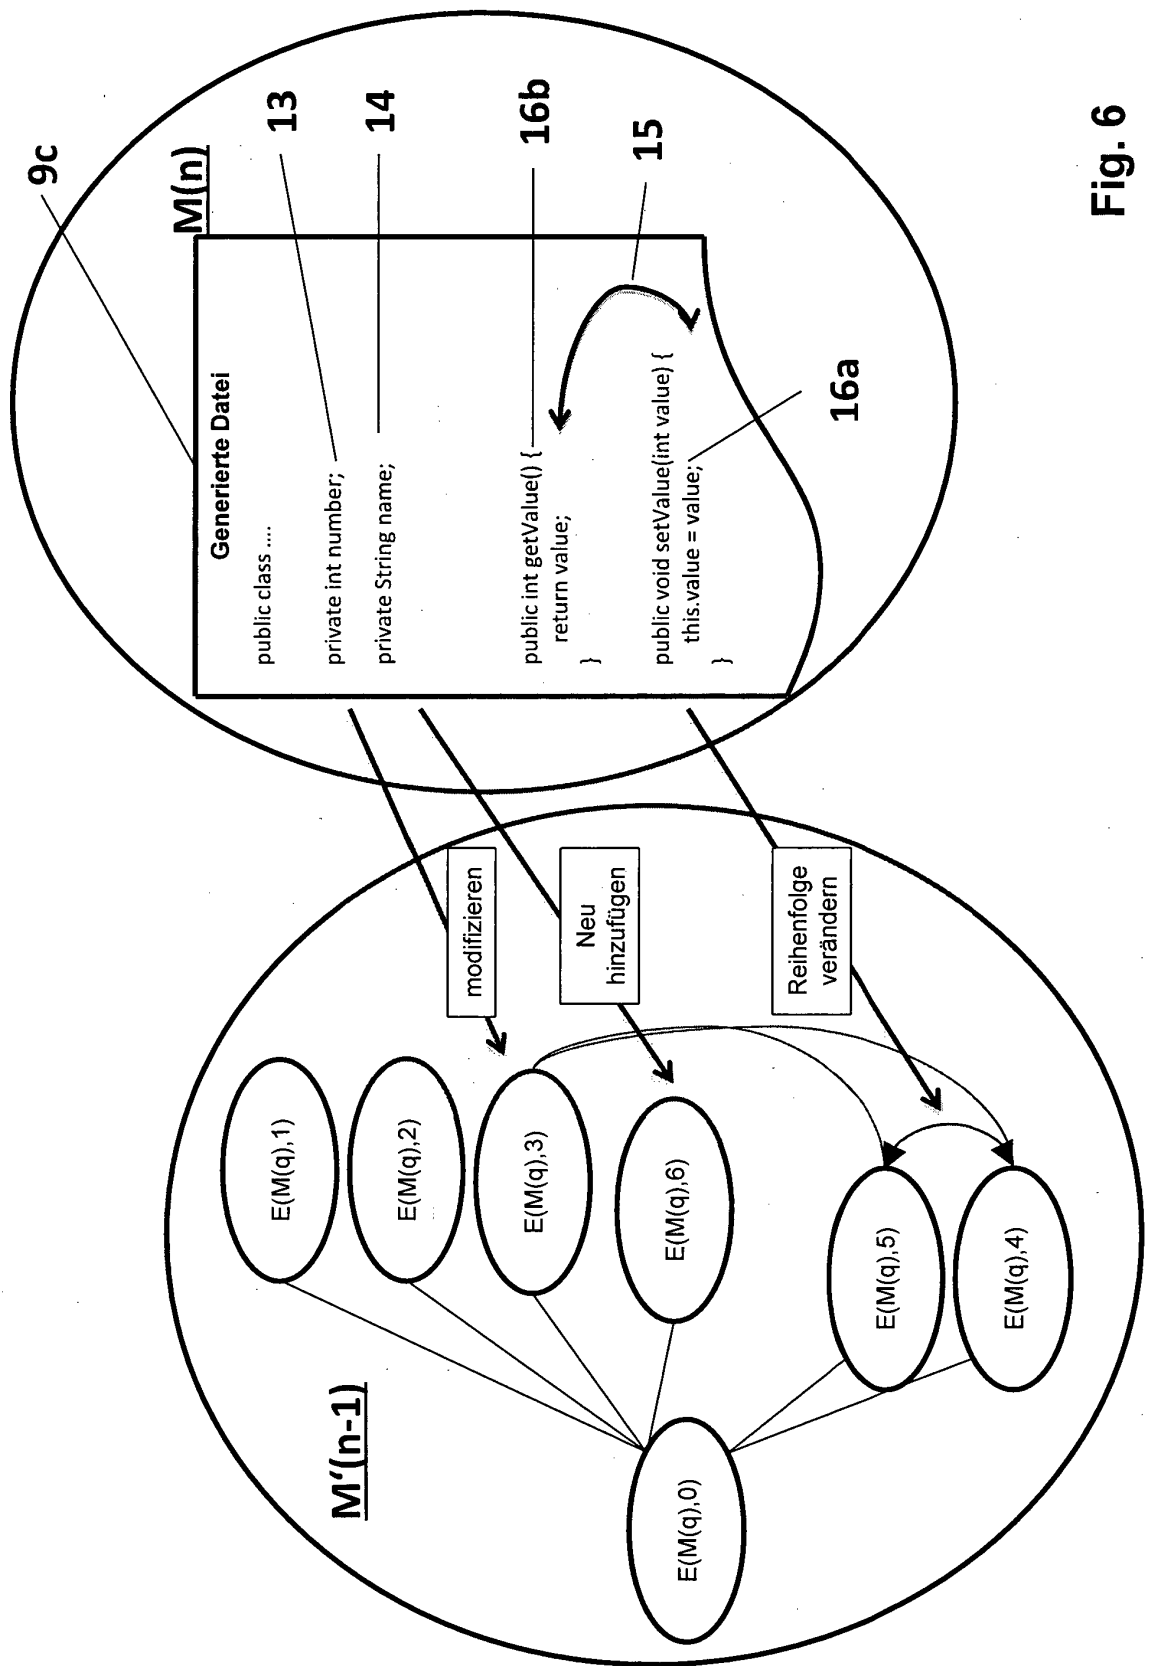 M'(n-1)
E(M(q),0)
E(M(q),1)
E(M(q),2)
E(M(q),3)
E(M(q),6)
E(M(q),5)
E(M(q),4)
modifizieren
Neu
hinzufügen
Reihenfolge
verändern
9c
M(n)
Generierte Datei
public class ....
private int number;
13
private String name;
14
public int getValue() {
16b
return value;
}
15
public void setValue(int value) {
this.value = value;
16a
}
Fig. 6